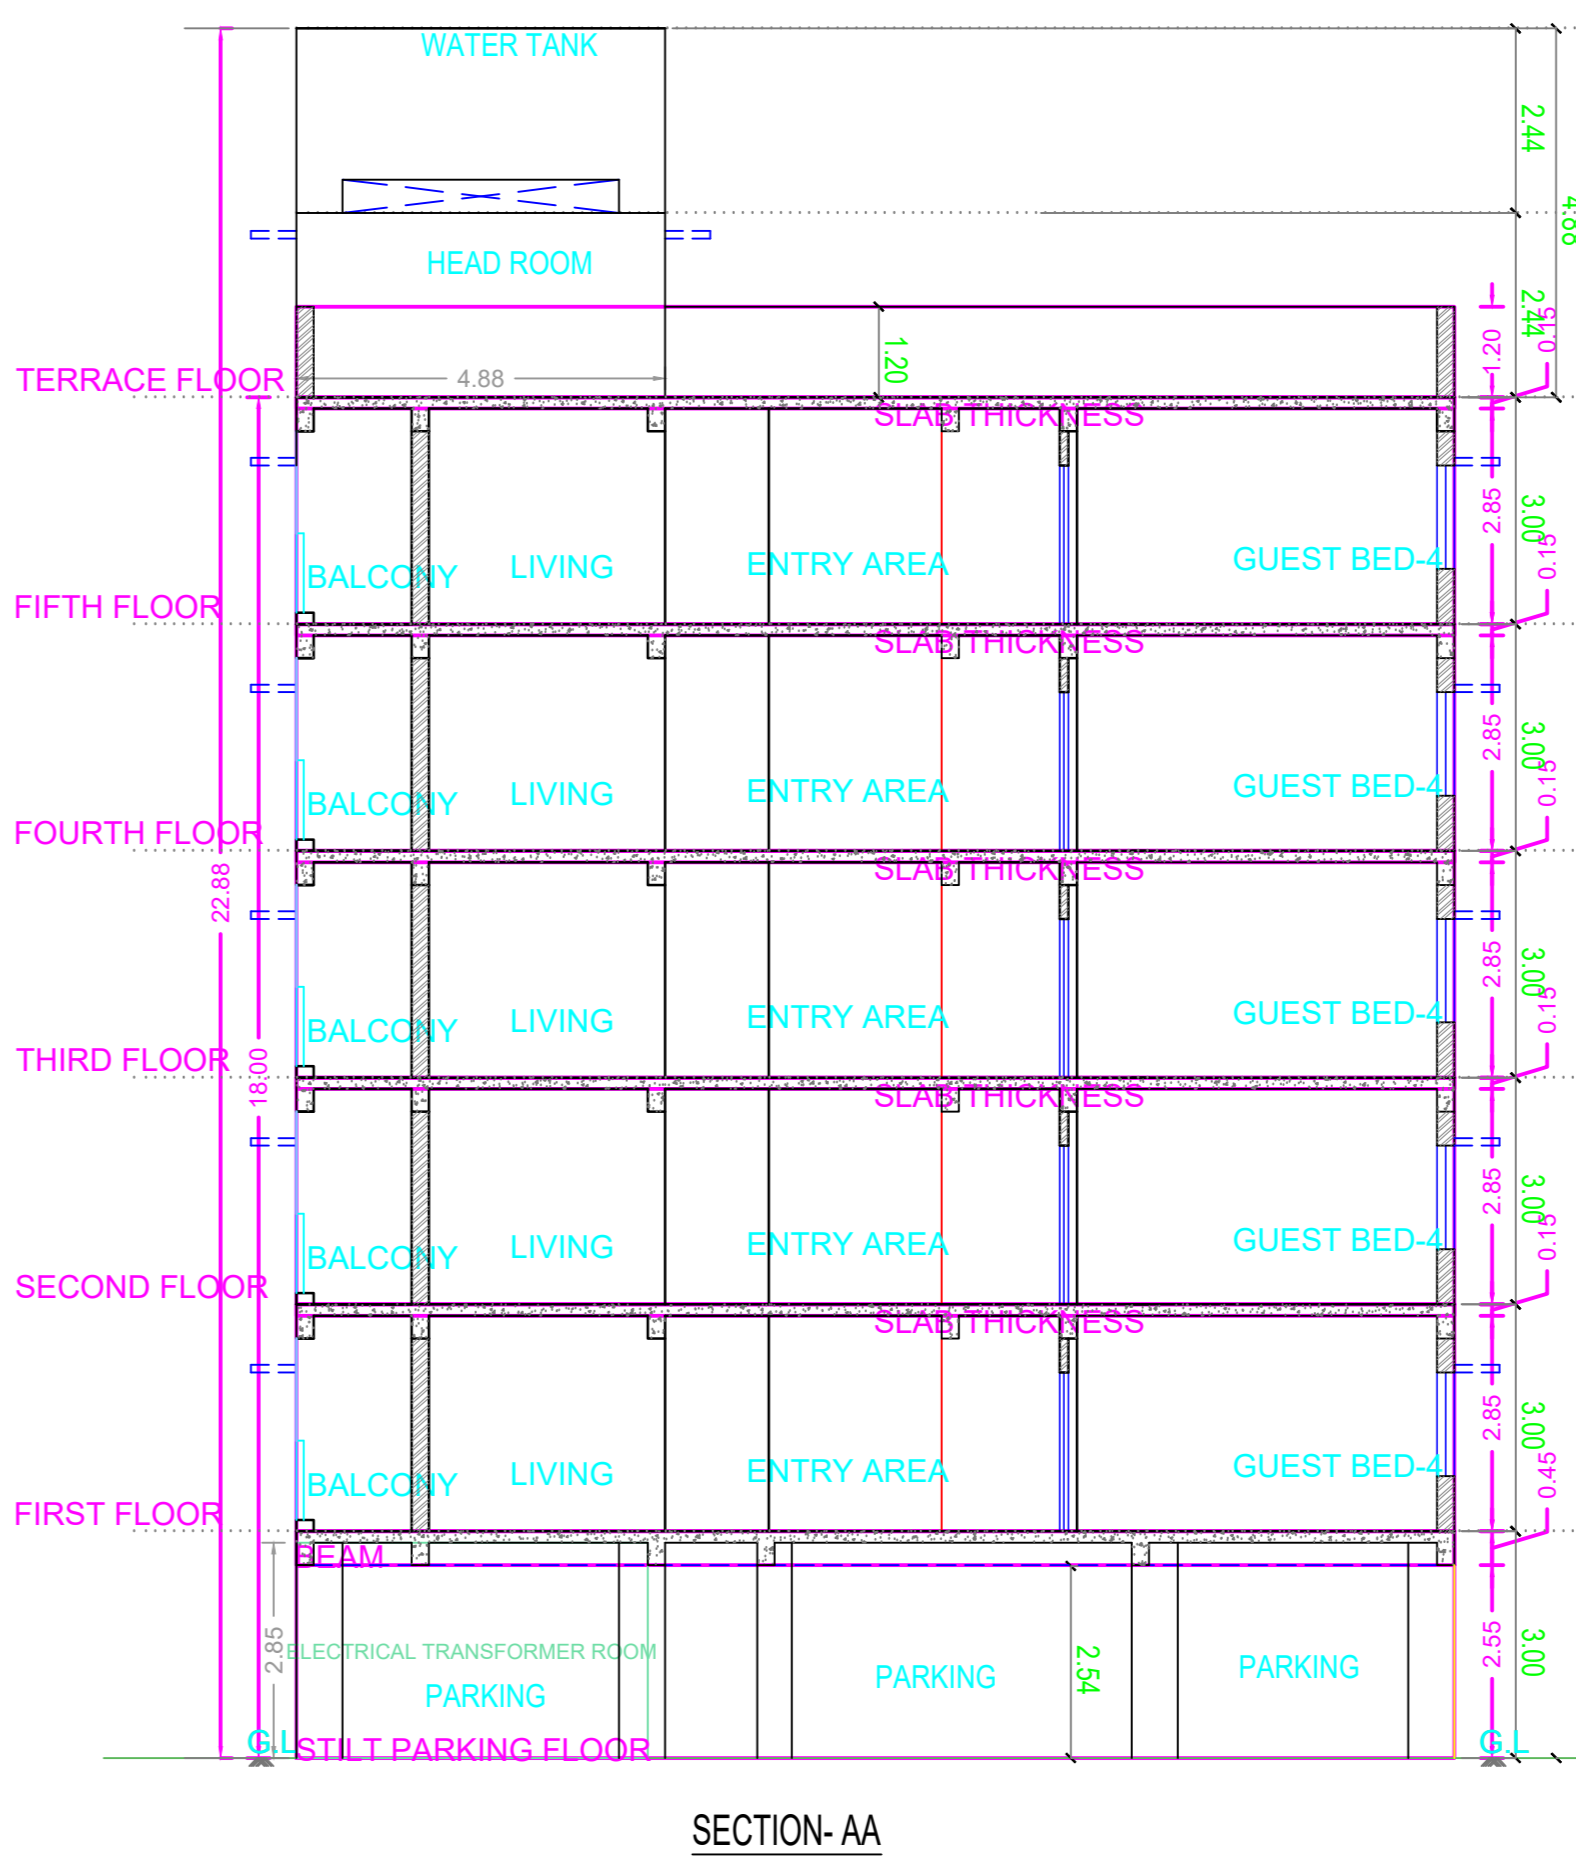 WATER TANK
2.44
4.88
HEAD ROOM
2.44
0.15
1.20
1.20
TERRACE FLOOR
4.88
SLAB THICKNESS
2.85
3.00
0.15
BALCONY
LIVING
ENTRY AREA
GUEST BED-4
FIFTH FLOOR
SLAB THICKNESS
2.85
3.00
0.15
BALCONY
LIVING
ENTRY AREA
GUEST BED-4
FOURTH FLOOR
SLAB THICKNESS
22.88
2.85
3.00
0.15
BALCONY
LIVING
ENTRY AREA
GUEST BED-4
THIRD FLOOR
18.00
SLAB THICKNESS
2.85
3.00
0.15
BALCONY
LIVING
ENTRY AREA
GUEST BED-4
SECOND FLOOR
SLAB THICKNESS
2.85
3.00
0.45
BALCONY
LIVING
ENTRY AREA
GUEST BED-4
FIRST FLOOR
BEAM
2.85
ELECTRICAL TRANSFORMER ROOM
PARKING
PARKING
2.54
PARKING
2.55
3.00
G.L
STILT PARKING FLOOR
G.L
SECTION- AA